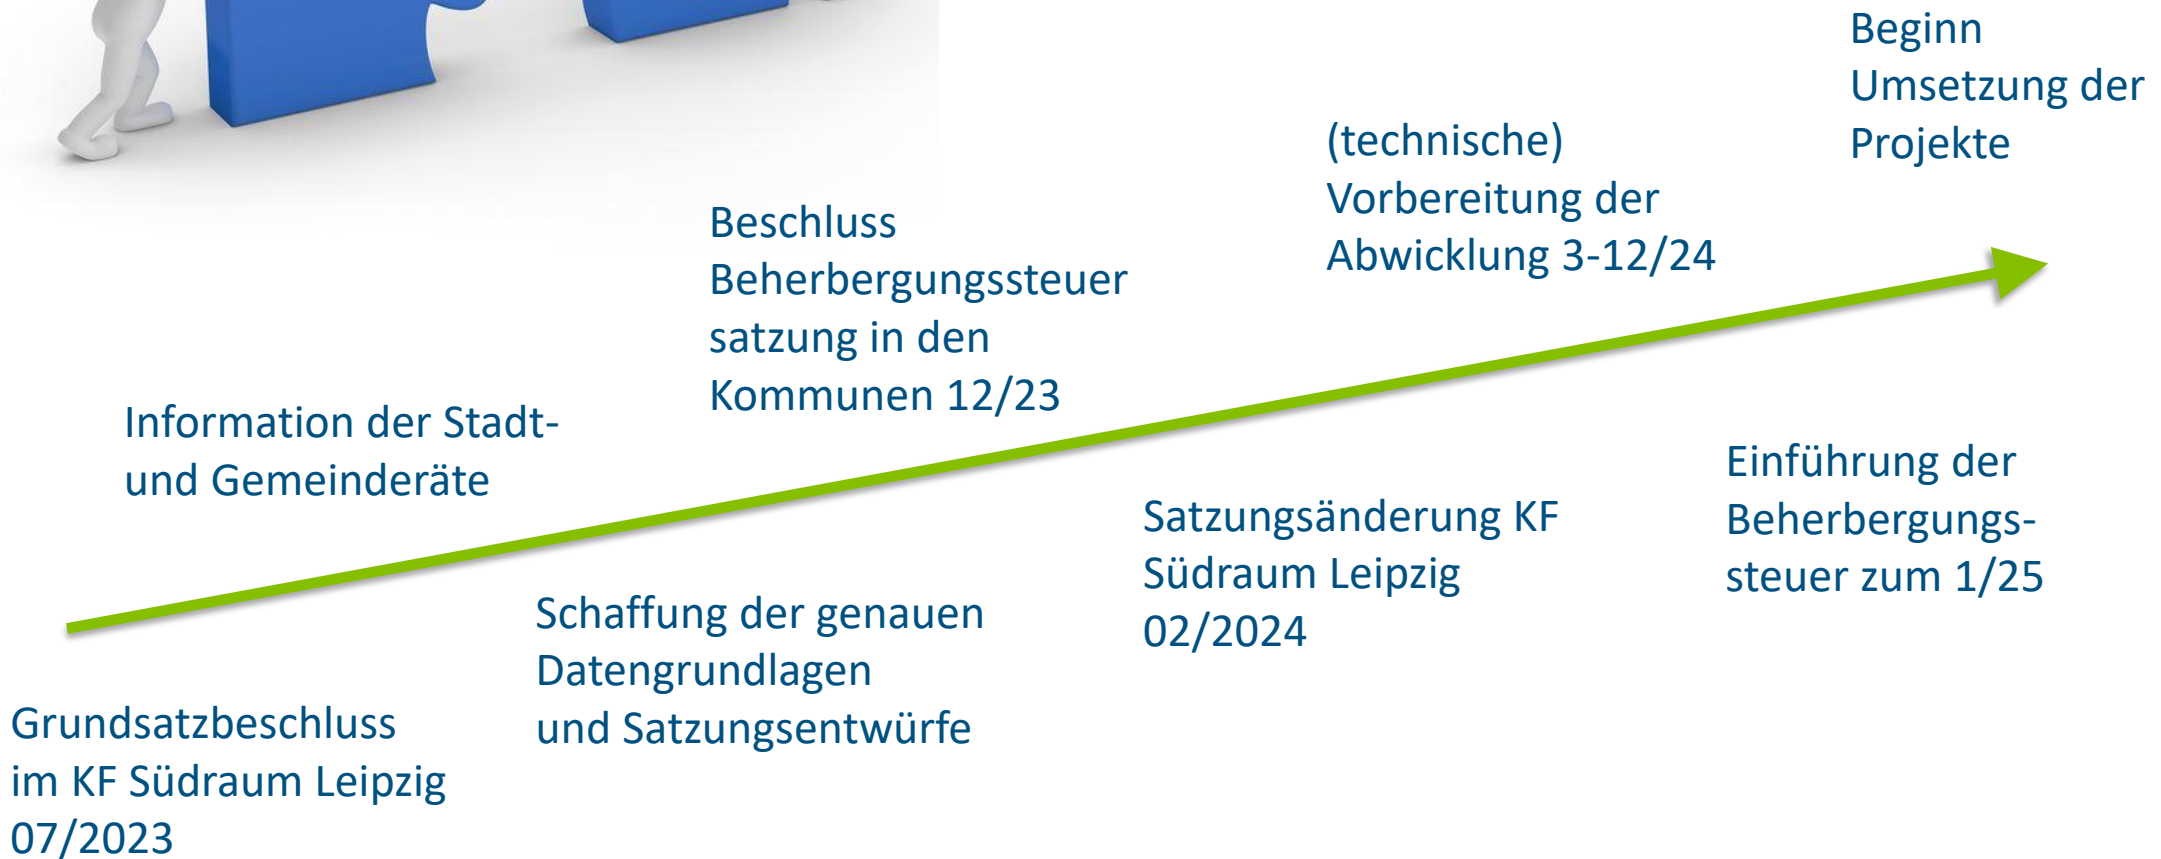 Grundsatzbeschluss
im KF Südraum Leipzig
07/2023
Information der Stadt-
und Gemeinderäte
Schaffung der genauen
Datengrundlagen
und Satzungsentwürfe
Beschluss
Beherbergungssteuer
satzung in den
Kommunen 12/23
Satzungsänderung KF
Südraum Leipzig
02/2024
(technische)
Vorbereitung der
Abwicklung 3-12/24
Einführung der
Beherbergungs-
steuer zum 1/25
Beginn
Umsetzung der
Projekte